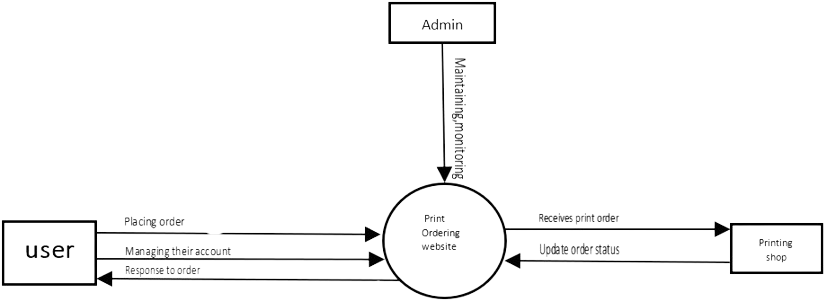 Admin
Maintaining,monitoring
Placing order
Print
Ordering
website
Receives print order
user
Managing their account
Update order status
Printing
shop
Response to order